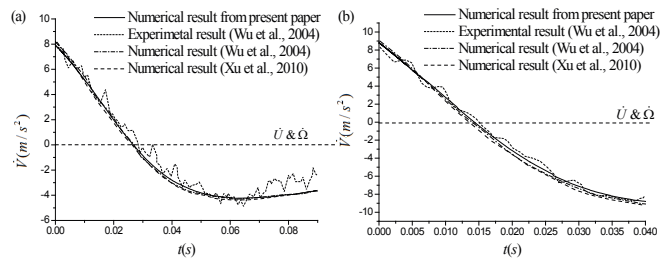 (a)
Numerical result from present paper
Experimetal result (Wu et al., 2004)
Numerical result (Wu et al., 2004)
Numerical result (Xu et al., 2010)
U̇ & Ω̇
V̇(m/s²)
8
6
4
2
0
-2
-4
-6
0.00
0.02
0.04
0.06
0.08
t(s)
(b)
Numerical result from present paper
Experimental result (Wu et al., 2004)
Numerical result (Wu et al., 2004)
Numerical result (Xu et al., 2010)
U̇ & Ω̇
V̇(m/s²)
10
8
6
4
2
0
-2
-4
-6
-8
-10
0.000
0.005
0.010
0.015
0.020
0.025
0.030
0.035
0.040
t(s)